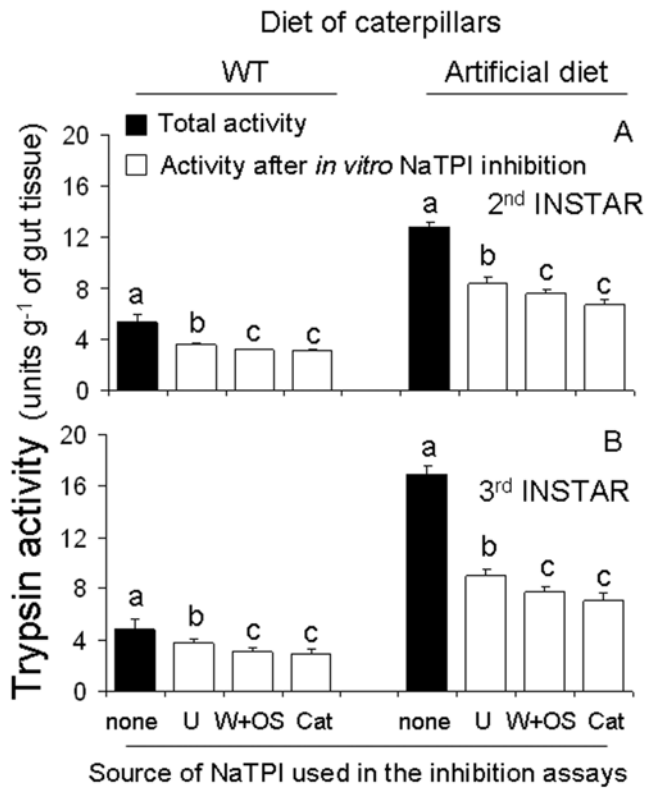 Diet of caterpillars
WT Artificial diet
Trypsin activity (units g-1 of gut tissue)
20 Total activity A
Activity after in vitro NaTPI inhibition
16 a 2nd INSTAR
12 b
8 a c c
4 b c c
0
20 B
a
16 3rd INSTAR
12 b
8 a c c
4 b c c
0
none U W+OS Cat none U W+OS Cat
Source of NaTPI used in the inhibition assays